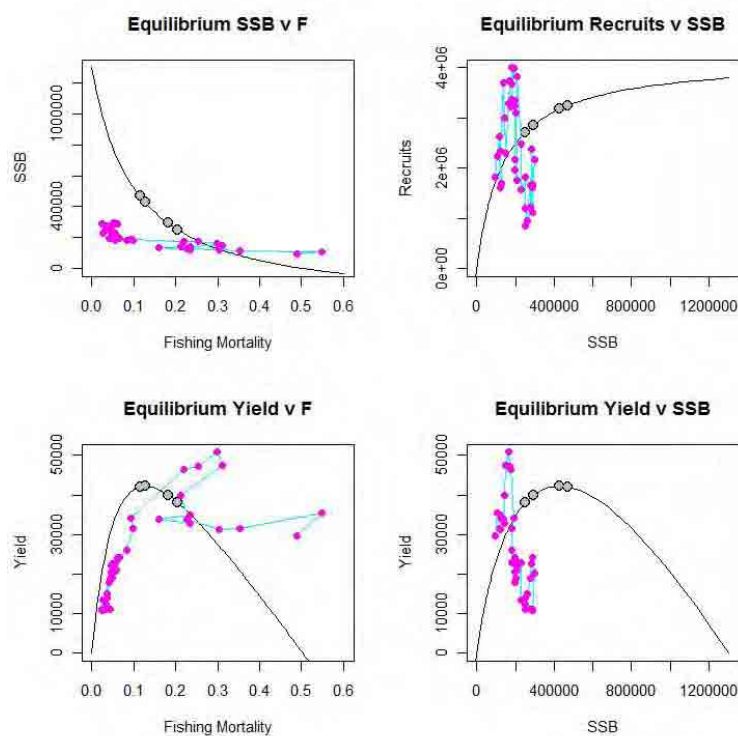 Equilibrium SSB v F
SSB
0 400000 1000000
0.0 0.1 0.2 0.3 0.4 0.5 0.6
Fishing Mortality
Equilibrium Recruits v SSB
Recruits
0e+00 2e+06 4e+06
0 400000 800000 1200000
SSB
Equilibrium Yield v F
Yield
0 10000 30000 50000
0.0 0.1 0.2 0.3 0.4 0.5 0.6
Fishing Mortality
Equilibrium Yield v SSB
Yield
0 10000 30000 50000
0 400000 800000 1200000
SSB